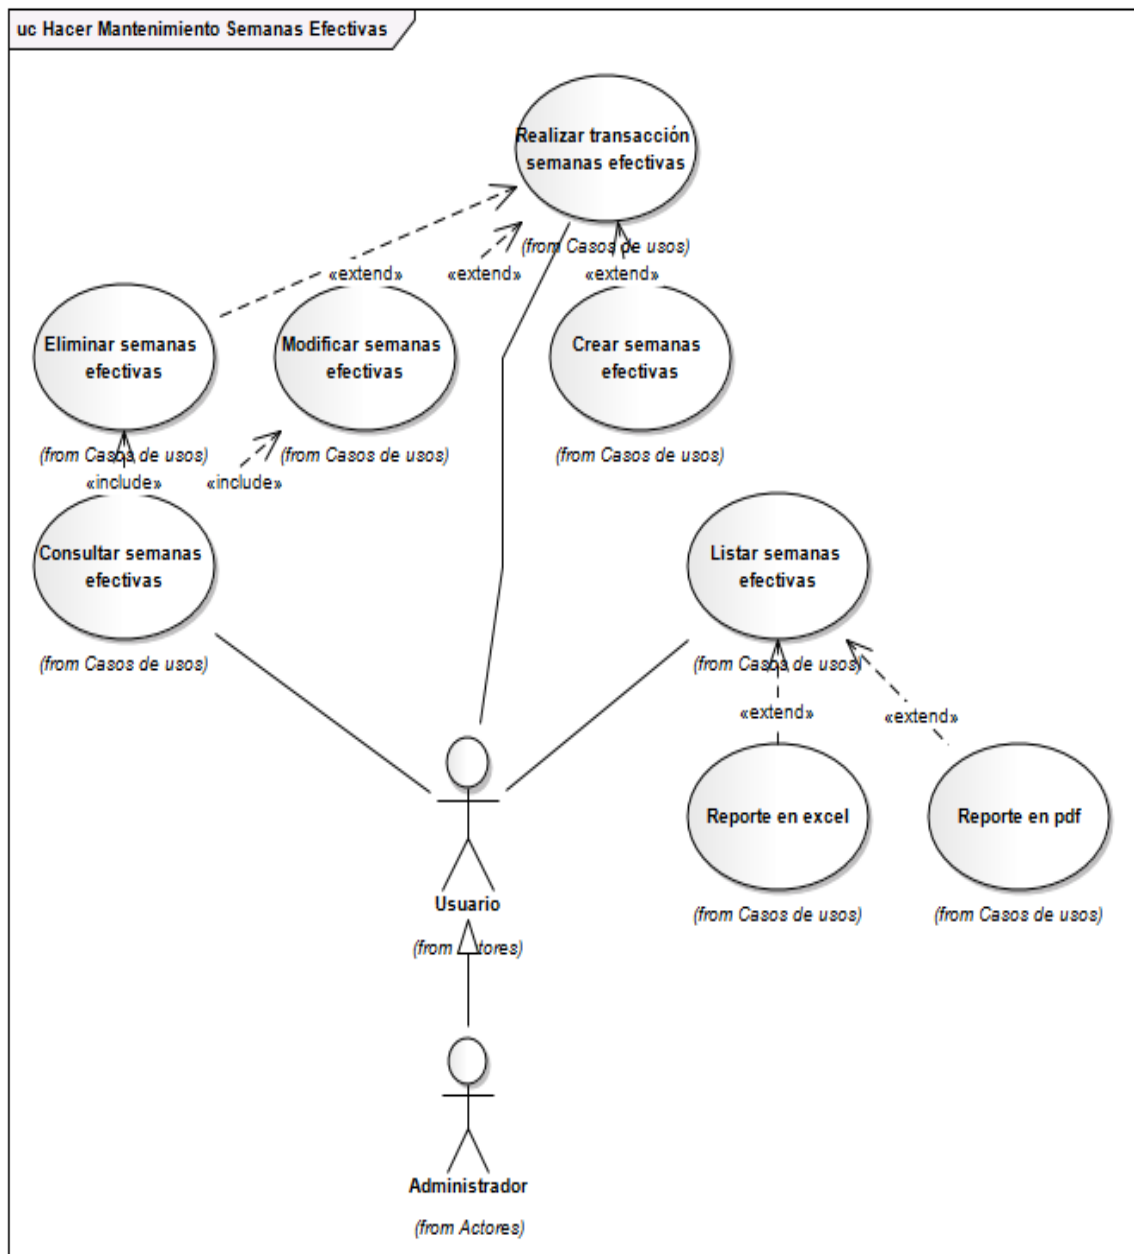 uc Hacer Mantenimiento Semanas Efectivas
Realizar transacción
semanas efectivas
(from Casos de usos)
«extend»
«extend»
«extend»
Eliminar semanas
efectivas
(from Casos de usos)
Modificar semanas
efectivas
(from Casos de usos)
Crear semanas
efectivas
(from Casos de usos)
«include»
«include»
Consultar semanas
efectivas
(from Casos de usos)
Listar semanas
efectivas
(from Casos de usos)
«extend»
«extend»
Reporte en excel
(from Casos de usos)
Reporte en pdf
(from Casos de usos)
Usuario
(from Actores)
Administrador
(from Actores)